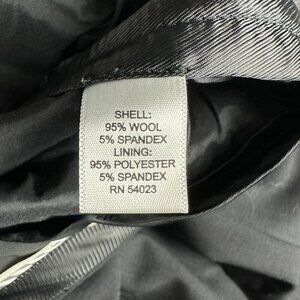 SHELL:
95% WOOL
5% SPANDEX
LINING:
95% POLYESTER
5% SPANDEX
RN 54023